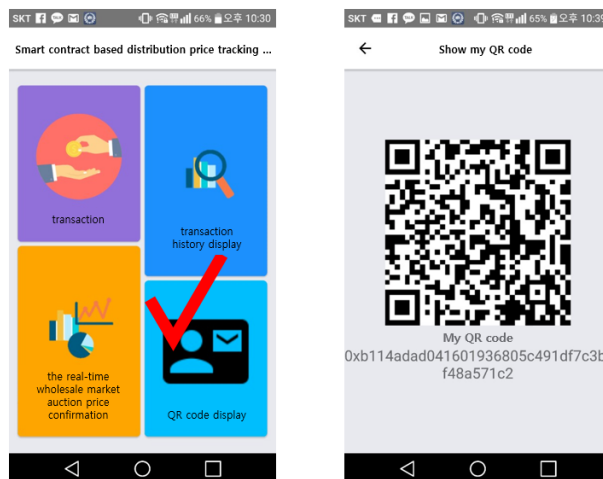 SKT 66% 오후 10:30
Smart contract based distribution price tracking ...
transaction
transaction
history display
the real-time
wholesale market
auction price
confirmation
QR code display
SKT 65% 오후 10:39
Show my QR code
My QR code
0xb114adad041601936805c491df7c3b
f48a571c2